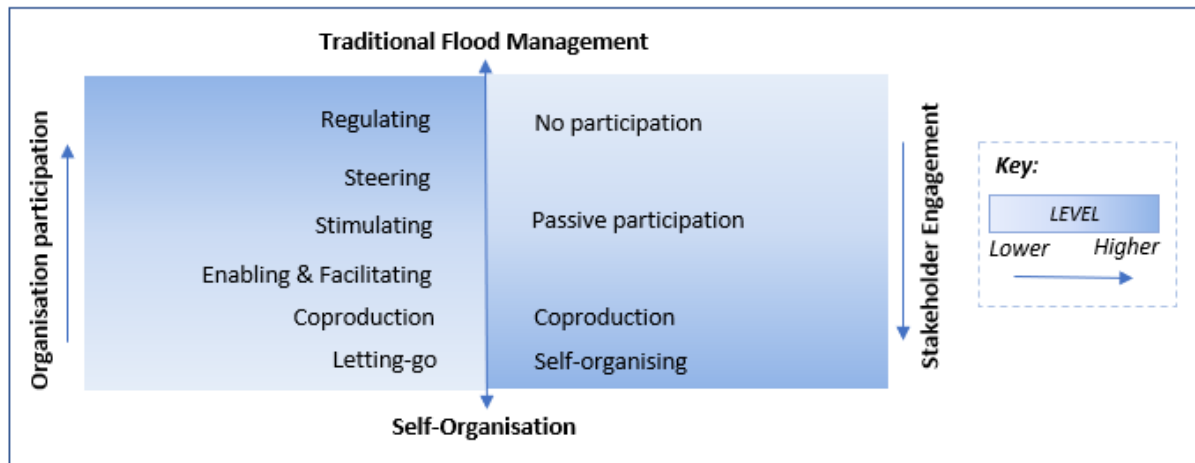 Traditional Flood Management
Organisation participation
Regulating
Steering
Stimulating
Enabling & Facilitating
Coproduction
Letting-go
No participation
Passive participation
Coproduction
Self-organising
Stakeholder Engagement
Key:
LEVEL
Lower Higher
Self-Organisation